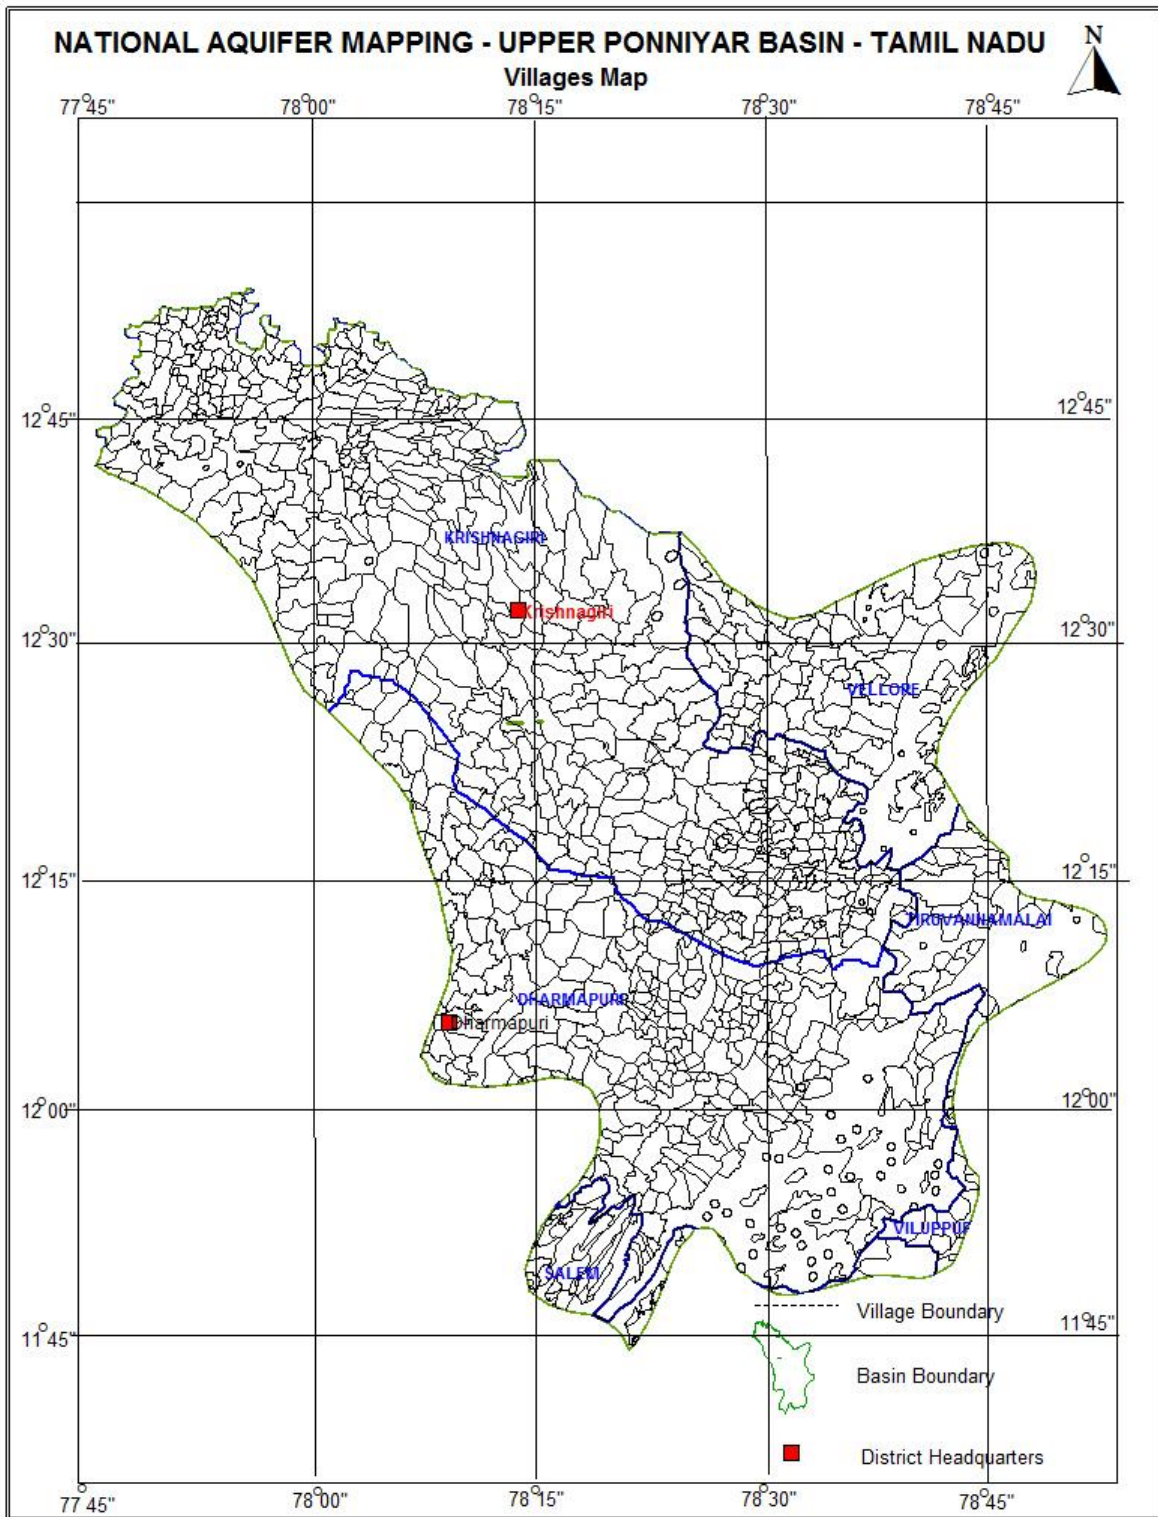 NATIONAL AQUIFER MAPPING - UPPER PONNIYAR BASIN - TAMIL NADU
N
Villages Map
77°45" 78°00" 78°15" 78°30" 78°45"
12°45" 12°45"
KRISHNAGIRI
Krishnagiri
12°30" 12°30"
VELLORE
12°15" 12°15"
TIRUVANNAMALAI
DHARMAPURI
Dharmapuri
12°00" 12°00"
VILUPPUR
SALEM
Village Boundary
11°45" 11°45"
Basin Boundary
District Headquarters
77°45" 78°00" 78°15" 78°30" 78°45"